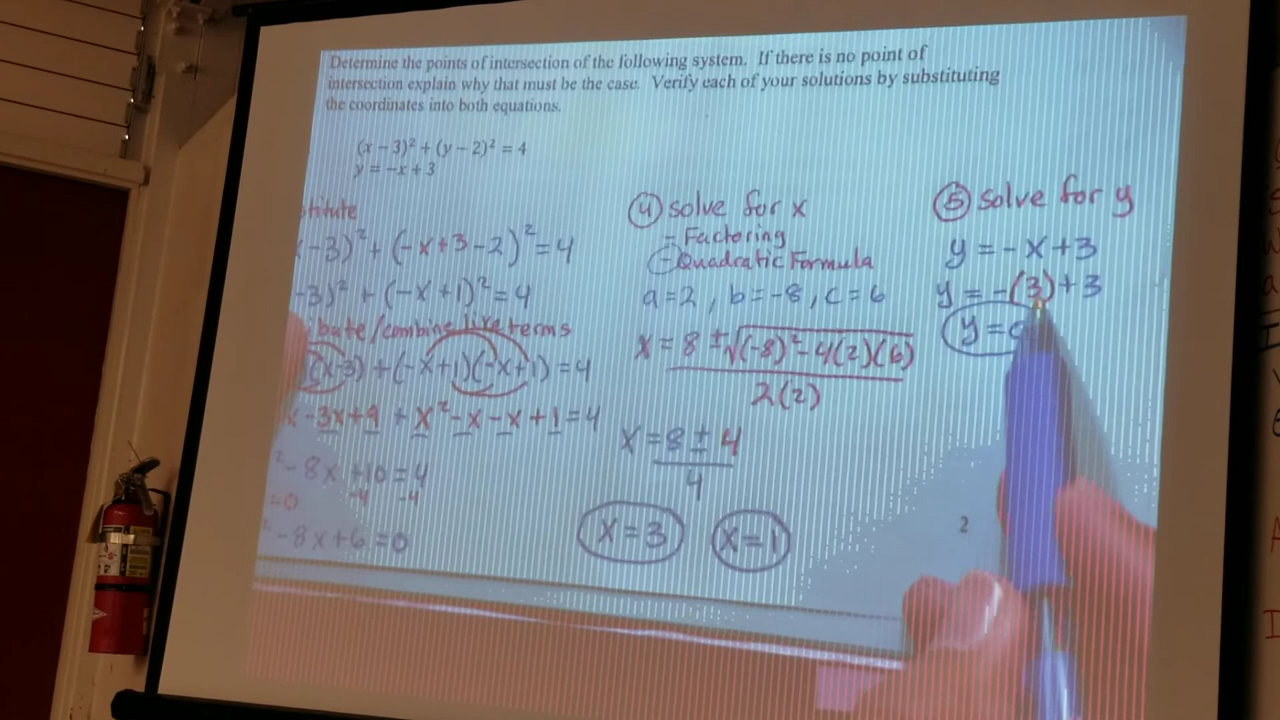 Determine the points of intersection of the following system. If there is no point of
intersection explain why that must be the case. Verify each of your solutions by substituting
the coordinates into both equations.
(x – 3)² + (y – 2)² = 4
y = –x + 3
-3)² + (-x+3-2)² = 4
-3)² + (-x+1)² = 4
/combine like terms
(x-3) + (-x+1)(-x+1) = 4
-3x+9 + x²-x-x+1=4
²-8x+10=4
-4 -4
=0
-8x+6=0
④ solve for x
- Factoring
- Quadratic Formula
a=2, b=-8, c=6
x = 8 ± √(-8)²-4(2)(6)
2(2)
x = 8 ± 4
4
x=3 x=1
⑤ solve for y
y = -x+3
y = -(3)+3
y =
2